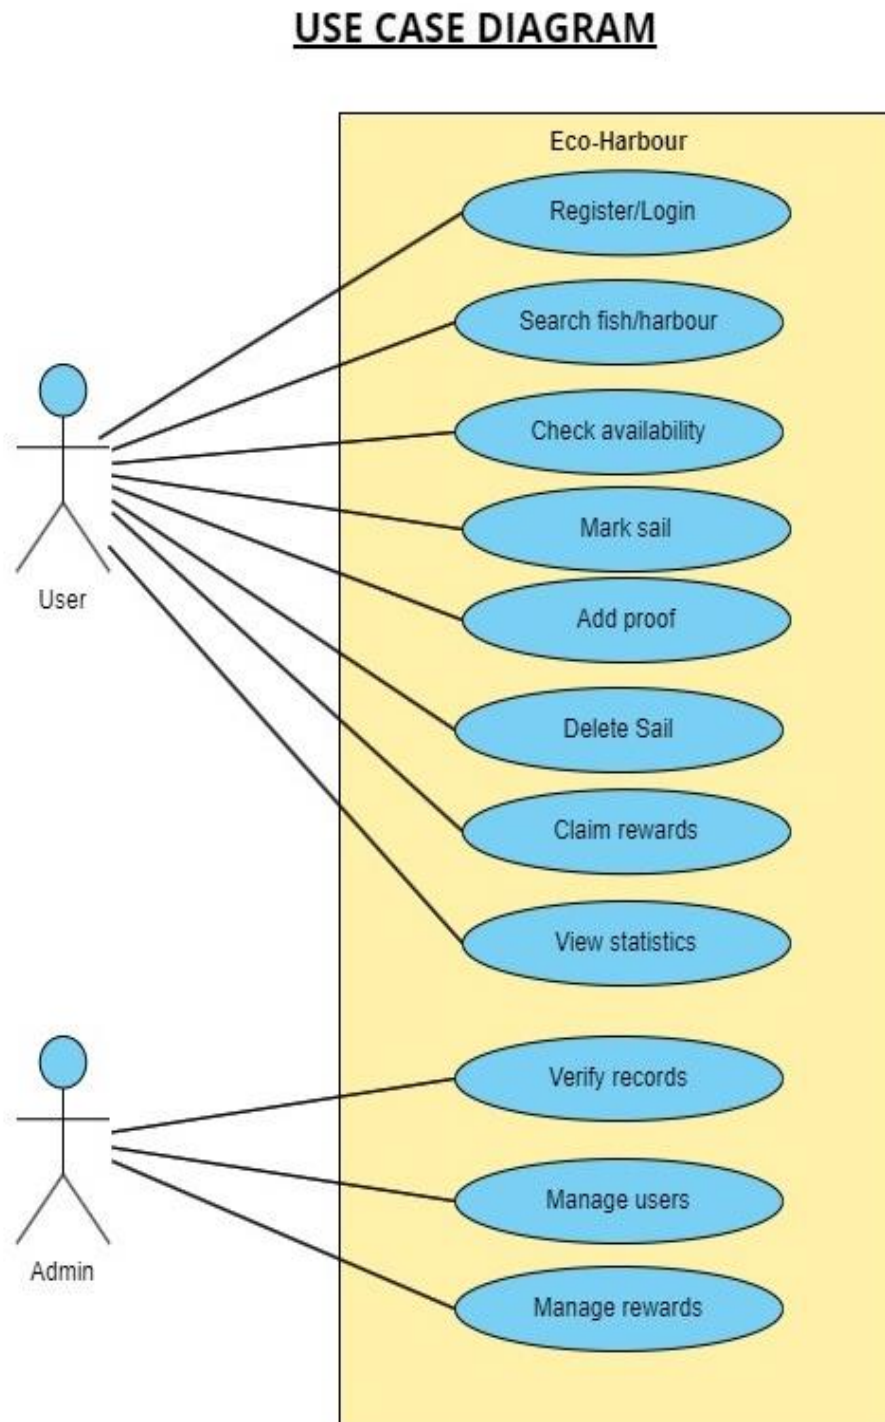 USE CASE DIAGRAM
Eco-Harbour
Register/Login
Search fish/harbour
Check availability
Mark sail
Add proof
User
Delete Sail
Claim rewards
View statistics
Verify records
Manage users
Admin
Manage rewards